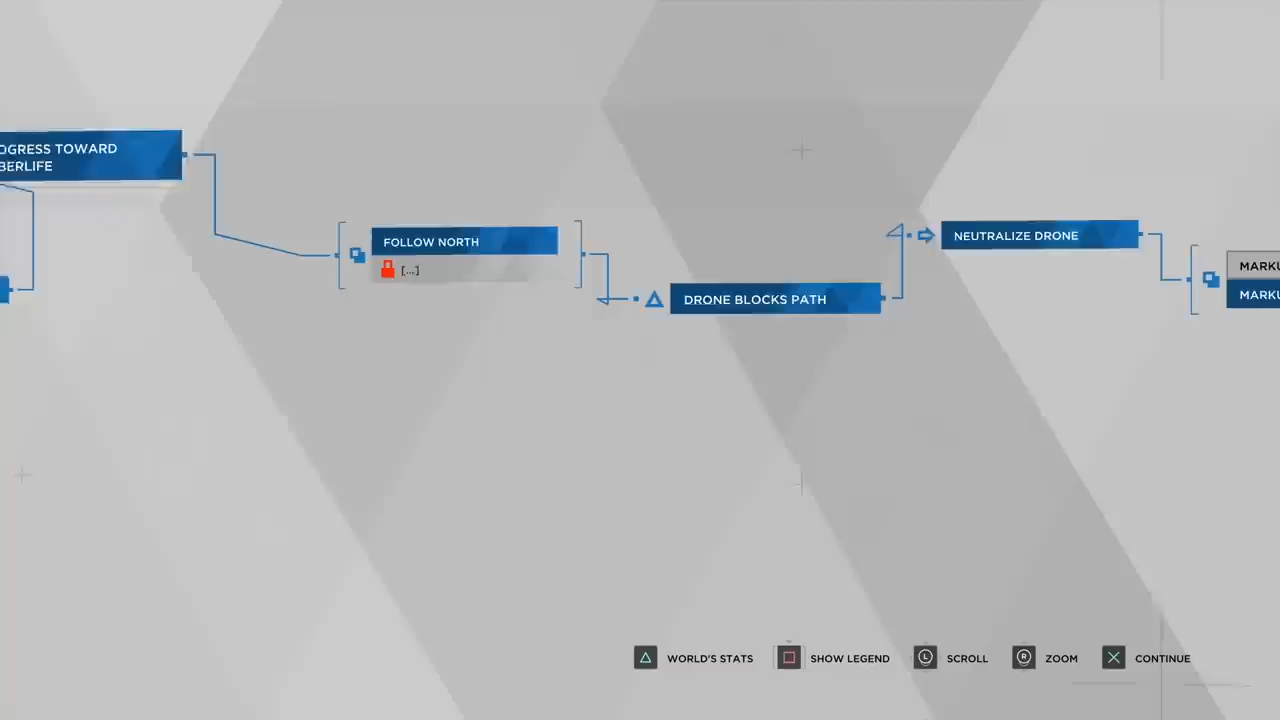 OGRESS TOWARD
BERLIFE
FOLLOW NORTH
[...]
DRONE BLOCKS PATH
NEUTRALIZE DRONE
MARKU
MARKU
WORLD'S STATS
SHOW LEGEND
L
SCROLL
R
ZOOM
CONTINUE